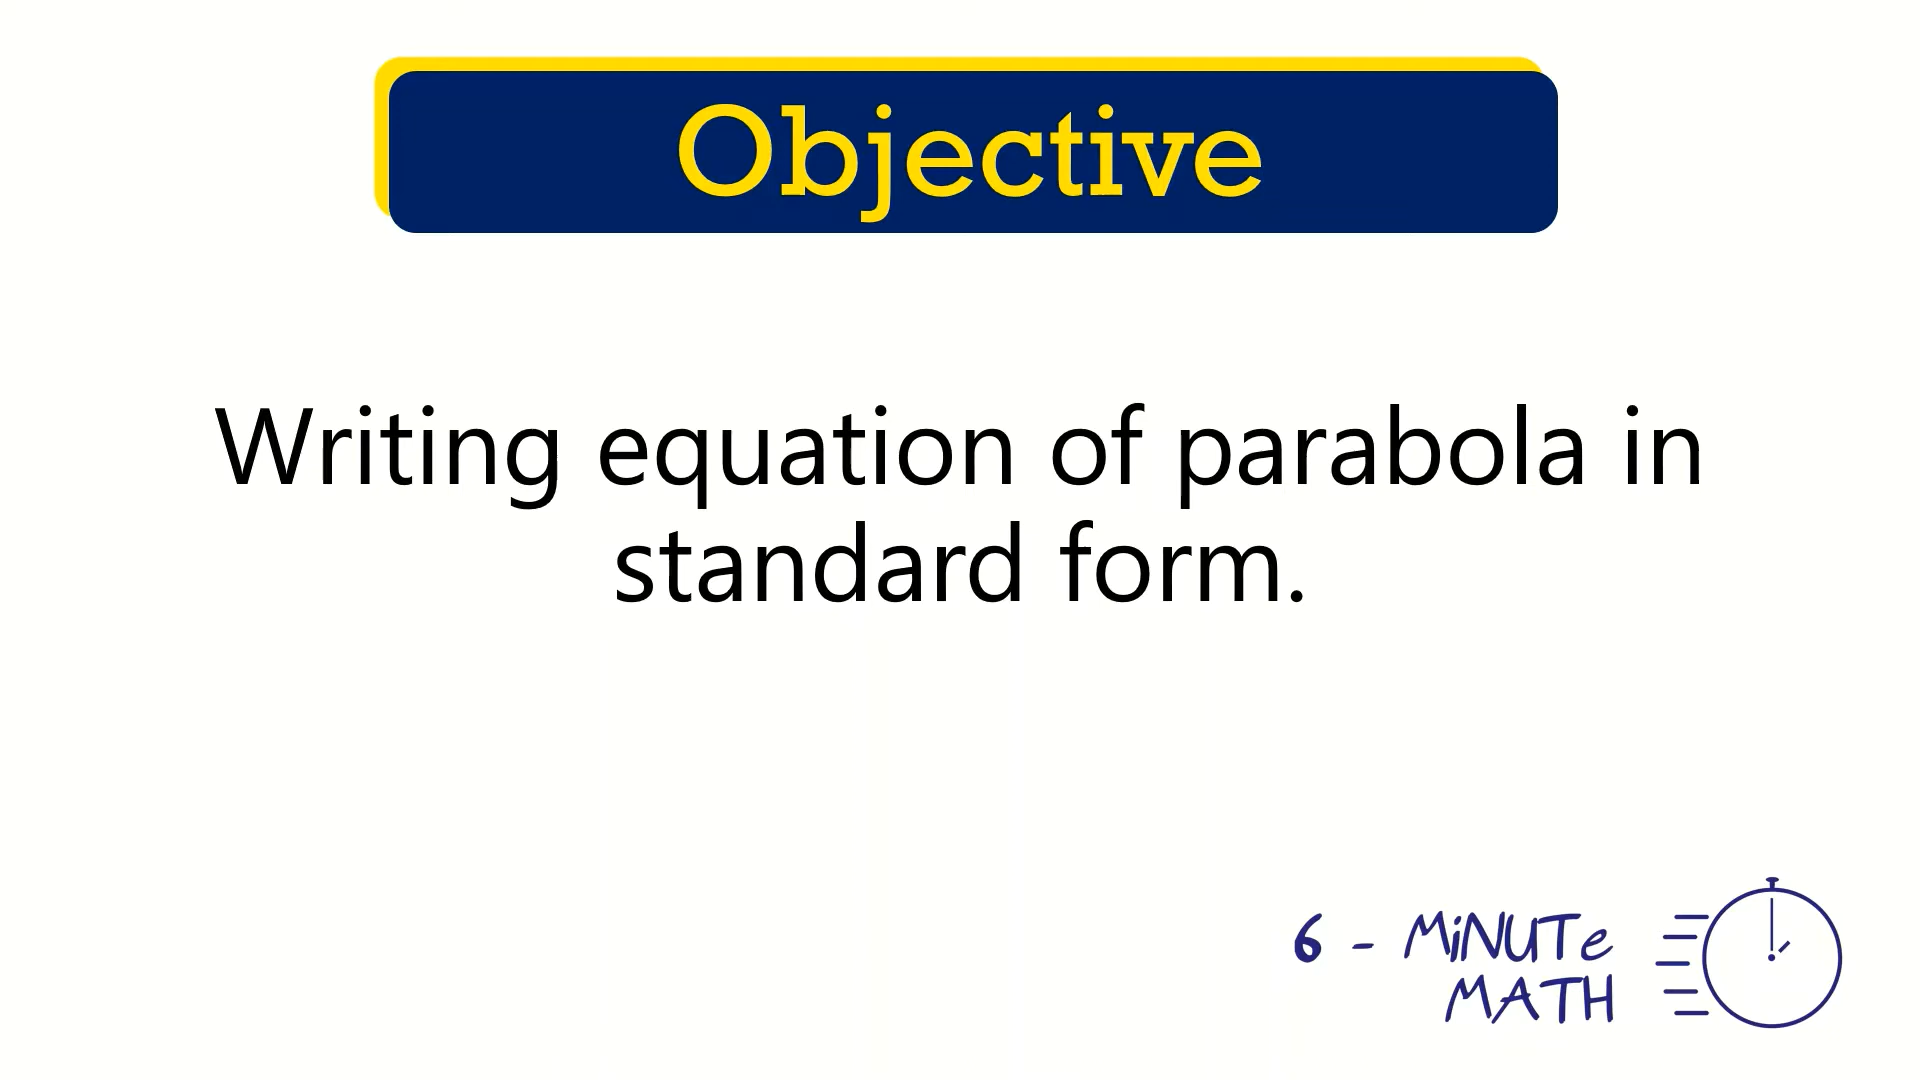 Objective
Writing equation of parabola in
standard form.
6 - MiNUTe
MATH